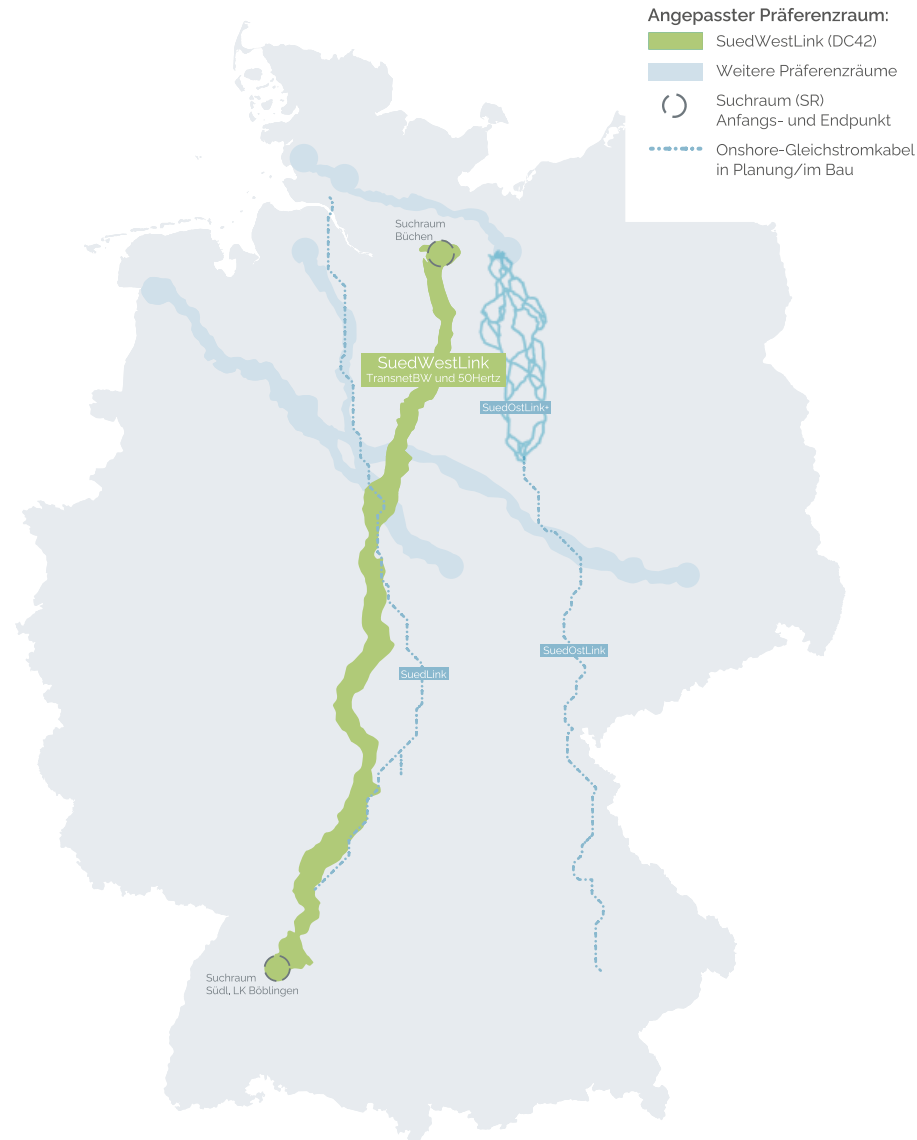 Angepasster Präferenzraum:
SuedWestLink (DC42)
Weitere Präferenzräume
Suchraum (SR)
Anfangs- und Endpunkt
Onshore-Gleichstromkabel
in Planung/im Bau
Suchraum
Büchen
SuedWestLink
TransnetBW und 50Hertz
SuedOstLink+
SuedOstLink
SuedLink
Suchraum
Südl. LK Böblingen